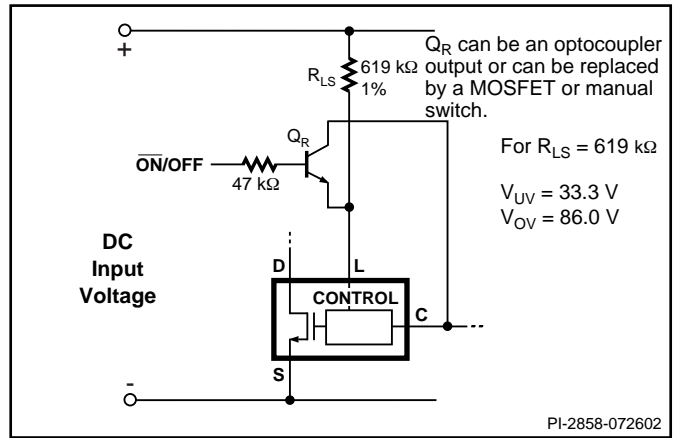 +
Q_R can be an optocoupler
output or can be replaced
by a MOSFET or manual
switch.
R_LS
619 kΩ
1%
Q_R
For R_LS = 619 kΩ
O̅N̅/OFF
47 kΩ
V_UV = 33.3 V
V_OV = 86.0 V
DC
Input
Voltage
D
L
CONTROL
C
S
-
PI-2858-072602